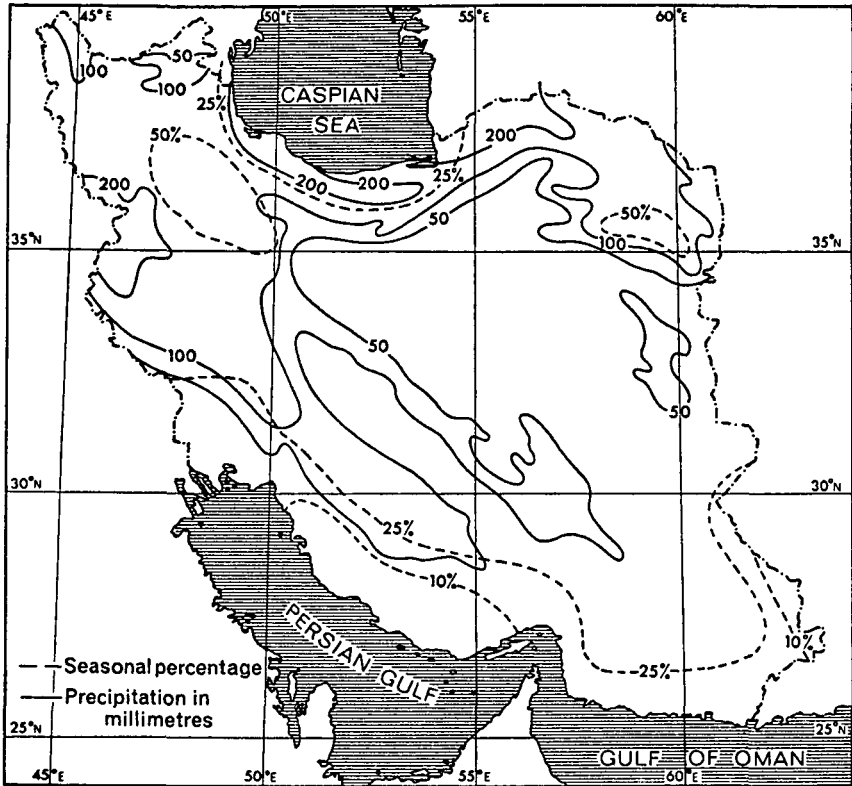 45°E 50°E 55°E 60°E
100
50
100
25%
CASPIAN
SEA
50%
200
25%
200
200
200
50
50%
100
35°N
35°N
100
50
50
30°N
30°N
25%
10%
PERSIAN GULF
10%
25%
Seasonal percentage
Precipitation in
millimetres
25°N
25°N
GULF OF OMAN
45°E 50°E 55°E 60°E